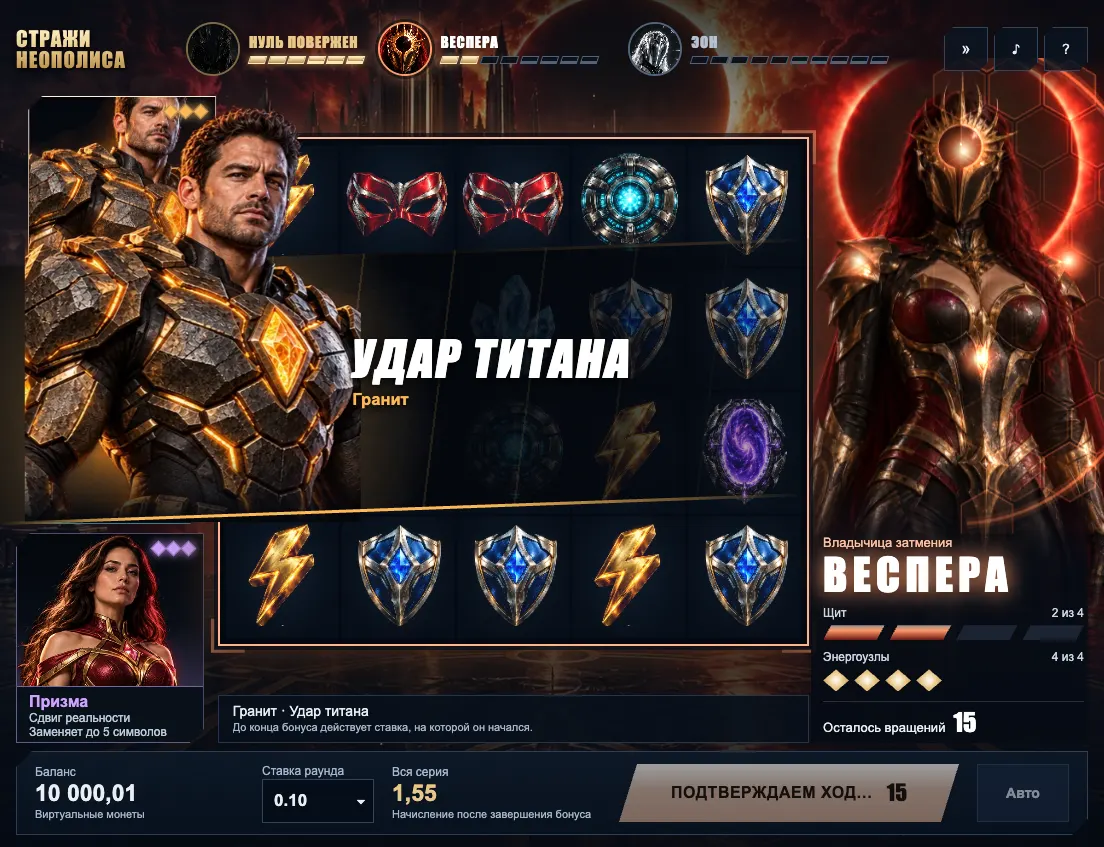 СТРАЖИ
НЕОПОЛИСА
НУЛЬ ПОВЕРЖЕН
ВЕСПЕРА
ЭОН
»
?
УДАР ТИТАНА
Гранит
Владычица затмения
ВЕСПЕРА
Щит 2 из 4
Энергоузлы 4 из 4
Осталось вращений 15
Призма
Сдвиг реальности
Заменяет до 5 символов
Гранит · Удар титана
До конца бонуса действует ставка, на которой он начался.
Баланс
10 000,01
Виртуальные монеты
Ставка раунда
0.10
Вся серия
1,55
Начисление после завершения бонуса
ПОДТВЕРЖДАЕМ ХОД... 15
Авто